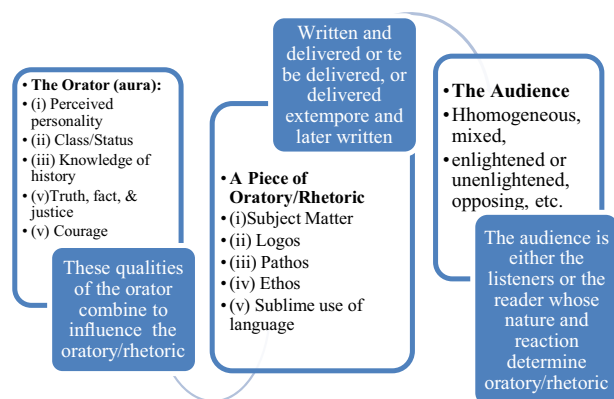 • The Orator (aura):
• (i) Perceived
personality
• (ii) Class/Status
• (iii) Knowledge of
history
• (v)Truth, fact, &
justice
• (v) Courage
These qualities
of the orator
combine to
influence the
oratory/rhetoric
Written and
delivered or te
be delivered, or
delivered
extempore and
later written
• A Piece of
Oratory/Rhetoric
• (i)Subject Matter
• (ii) Logos
• (iii) Pathos
• (iv) Ethos
• (v) Sublime use of
language
• The Audience
• Hhomogeneous,
mixed,
• enlightened or
unenlightened,
opposing, etc.
The audience is
either the
listeners or the
reader whose
nature and
reaction
determine
oratory/rhetoric